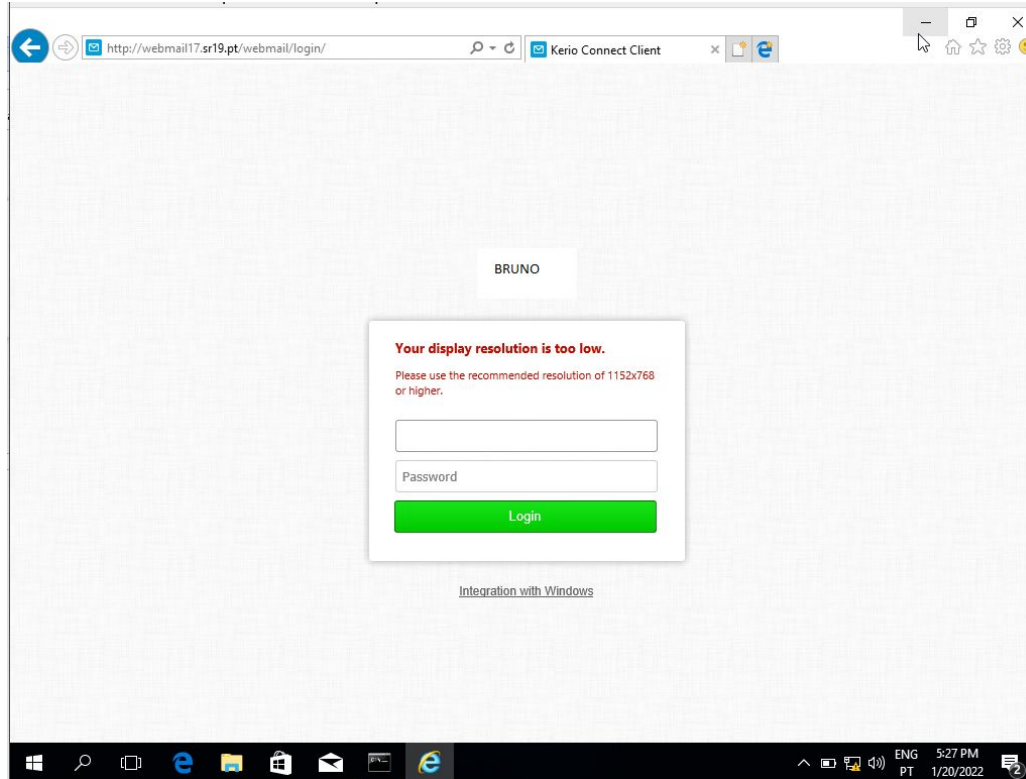 http://webmail17.sr19.pt/webmail/login/
Kerio Connect Client
BRUNO
Your display resolution is too low.
Please use the recommended resolution of 1152x768
or higher.
Password
Login
Integration with Windows
ENG 5:27 PM
PT 1/20/2022
2